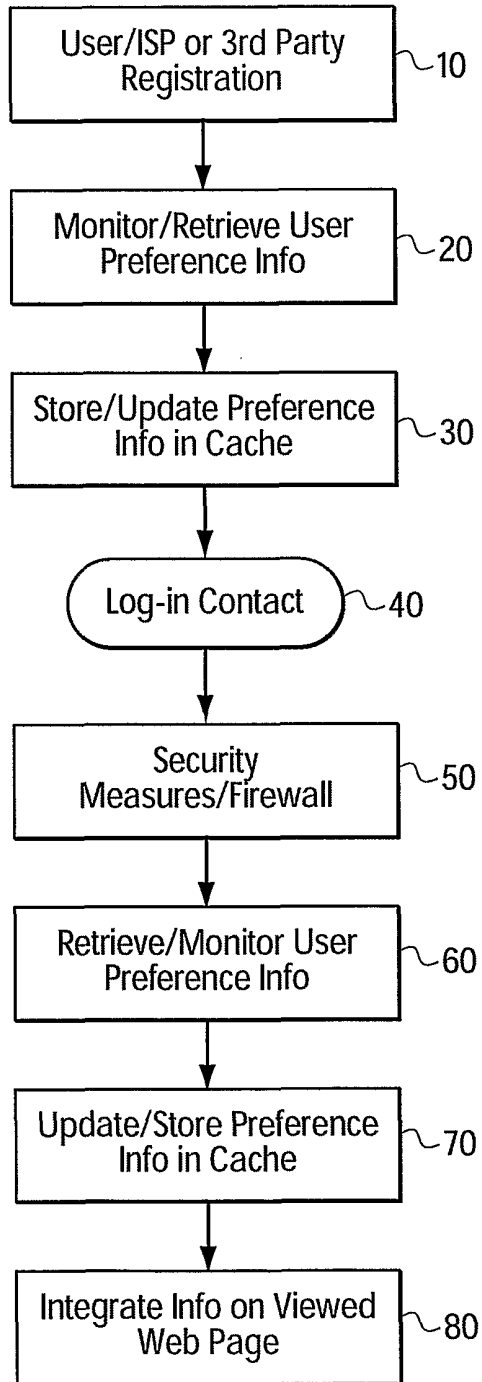 User/ISP or 3rd Party
Registration
10
Monitor/Retrieve User
Preference Info
20
Store/Update Preference
Info in Cache
30
Log-in Contact
40
Security
Measures/Firewall
50
Retrieve/Monitor User
Preference Info
60
Update/Store Preference
Info in Cache
70
Integrate Info on Viewed
Web Page
80